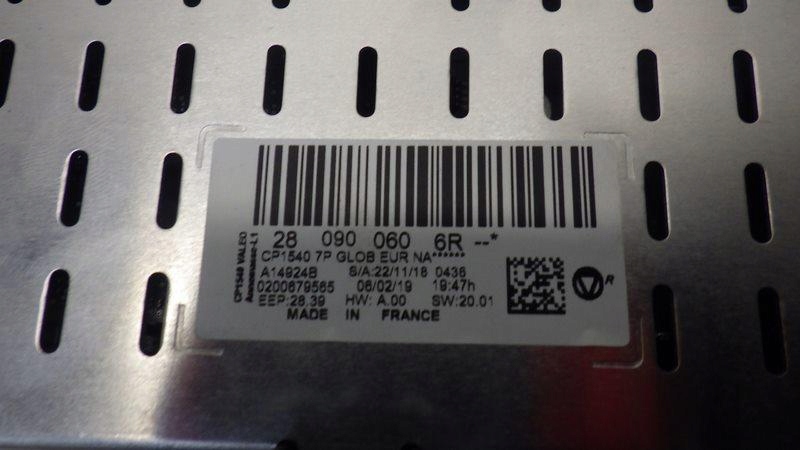 28 090 060 6R --*
CP1540 7P GLOB EUR NA******
A14924B S/A:22/11/18 0436
0200879565 06/02/19 19:47h
EEP:28.39 HW: A.00 SW:20.01
MADE IN FRANCE
CP1540 VALEO
R